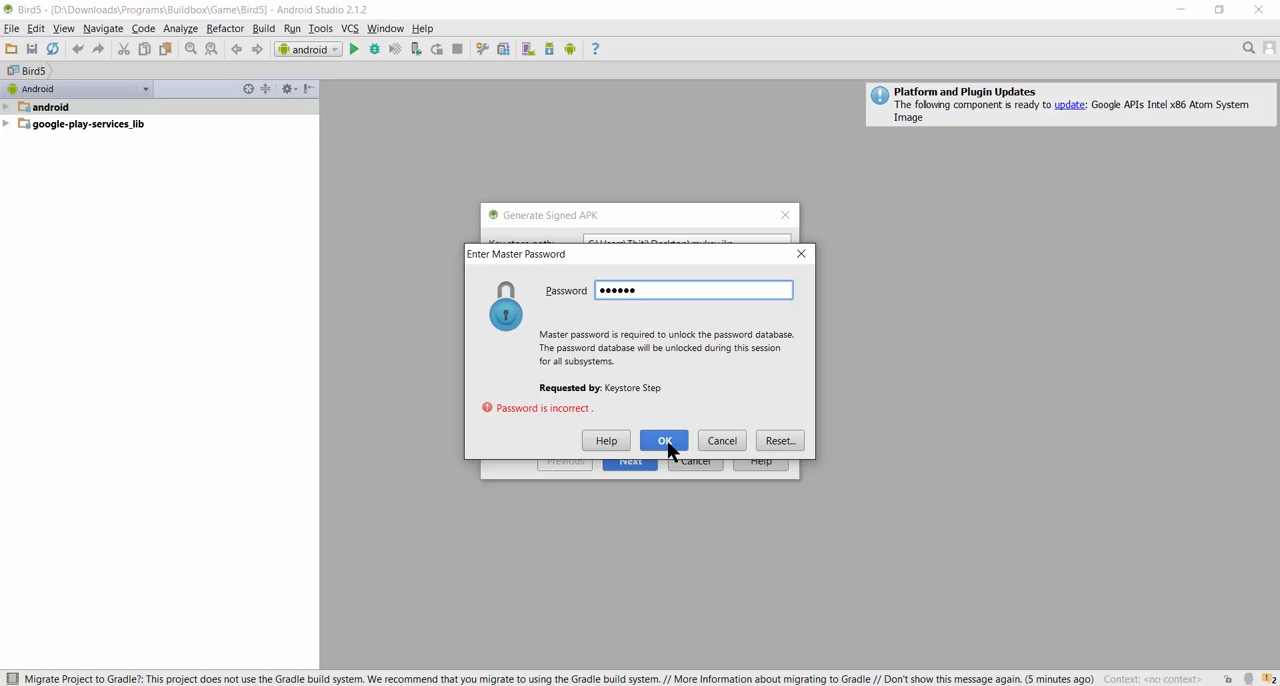 Bird5 - [D:\Downloads\Programs\Buildbox\Game\Bird5] - Android Studio 2.1.2
File Edit View Navigate Code Analyze Refactor Build Run Tools VCS Window Help
android
Bird5
Android
android
google-play-services_lib
Platform and Plugin Updates
The following component is ready to update: Google APIs Intel x86 Atom System
Image
Generate Signed APK
Enter Master Password
Password ••••••
Master password is required to unlock the password database.
The password database will be unlocked during this session
for all subsystems.
Requested by: Keystore Step
Password is incorrect .
Help OK Cancel Reset...
Previous Next Cancel Help
Migrate Project to Gradle?: This project does not use the Gradle build system. We recommend that you migrate to using the Gradle build system. // More Information about migrating to Gradle // Don't show this message again. (5 minutes ago) Context: <no context> 2